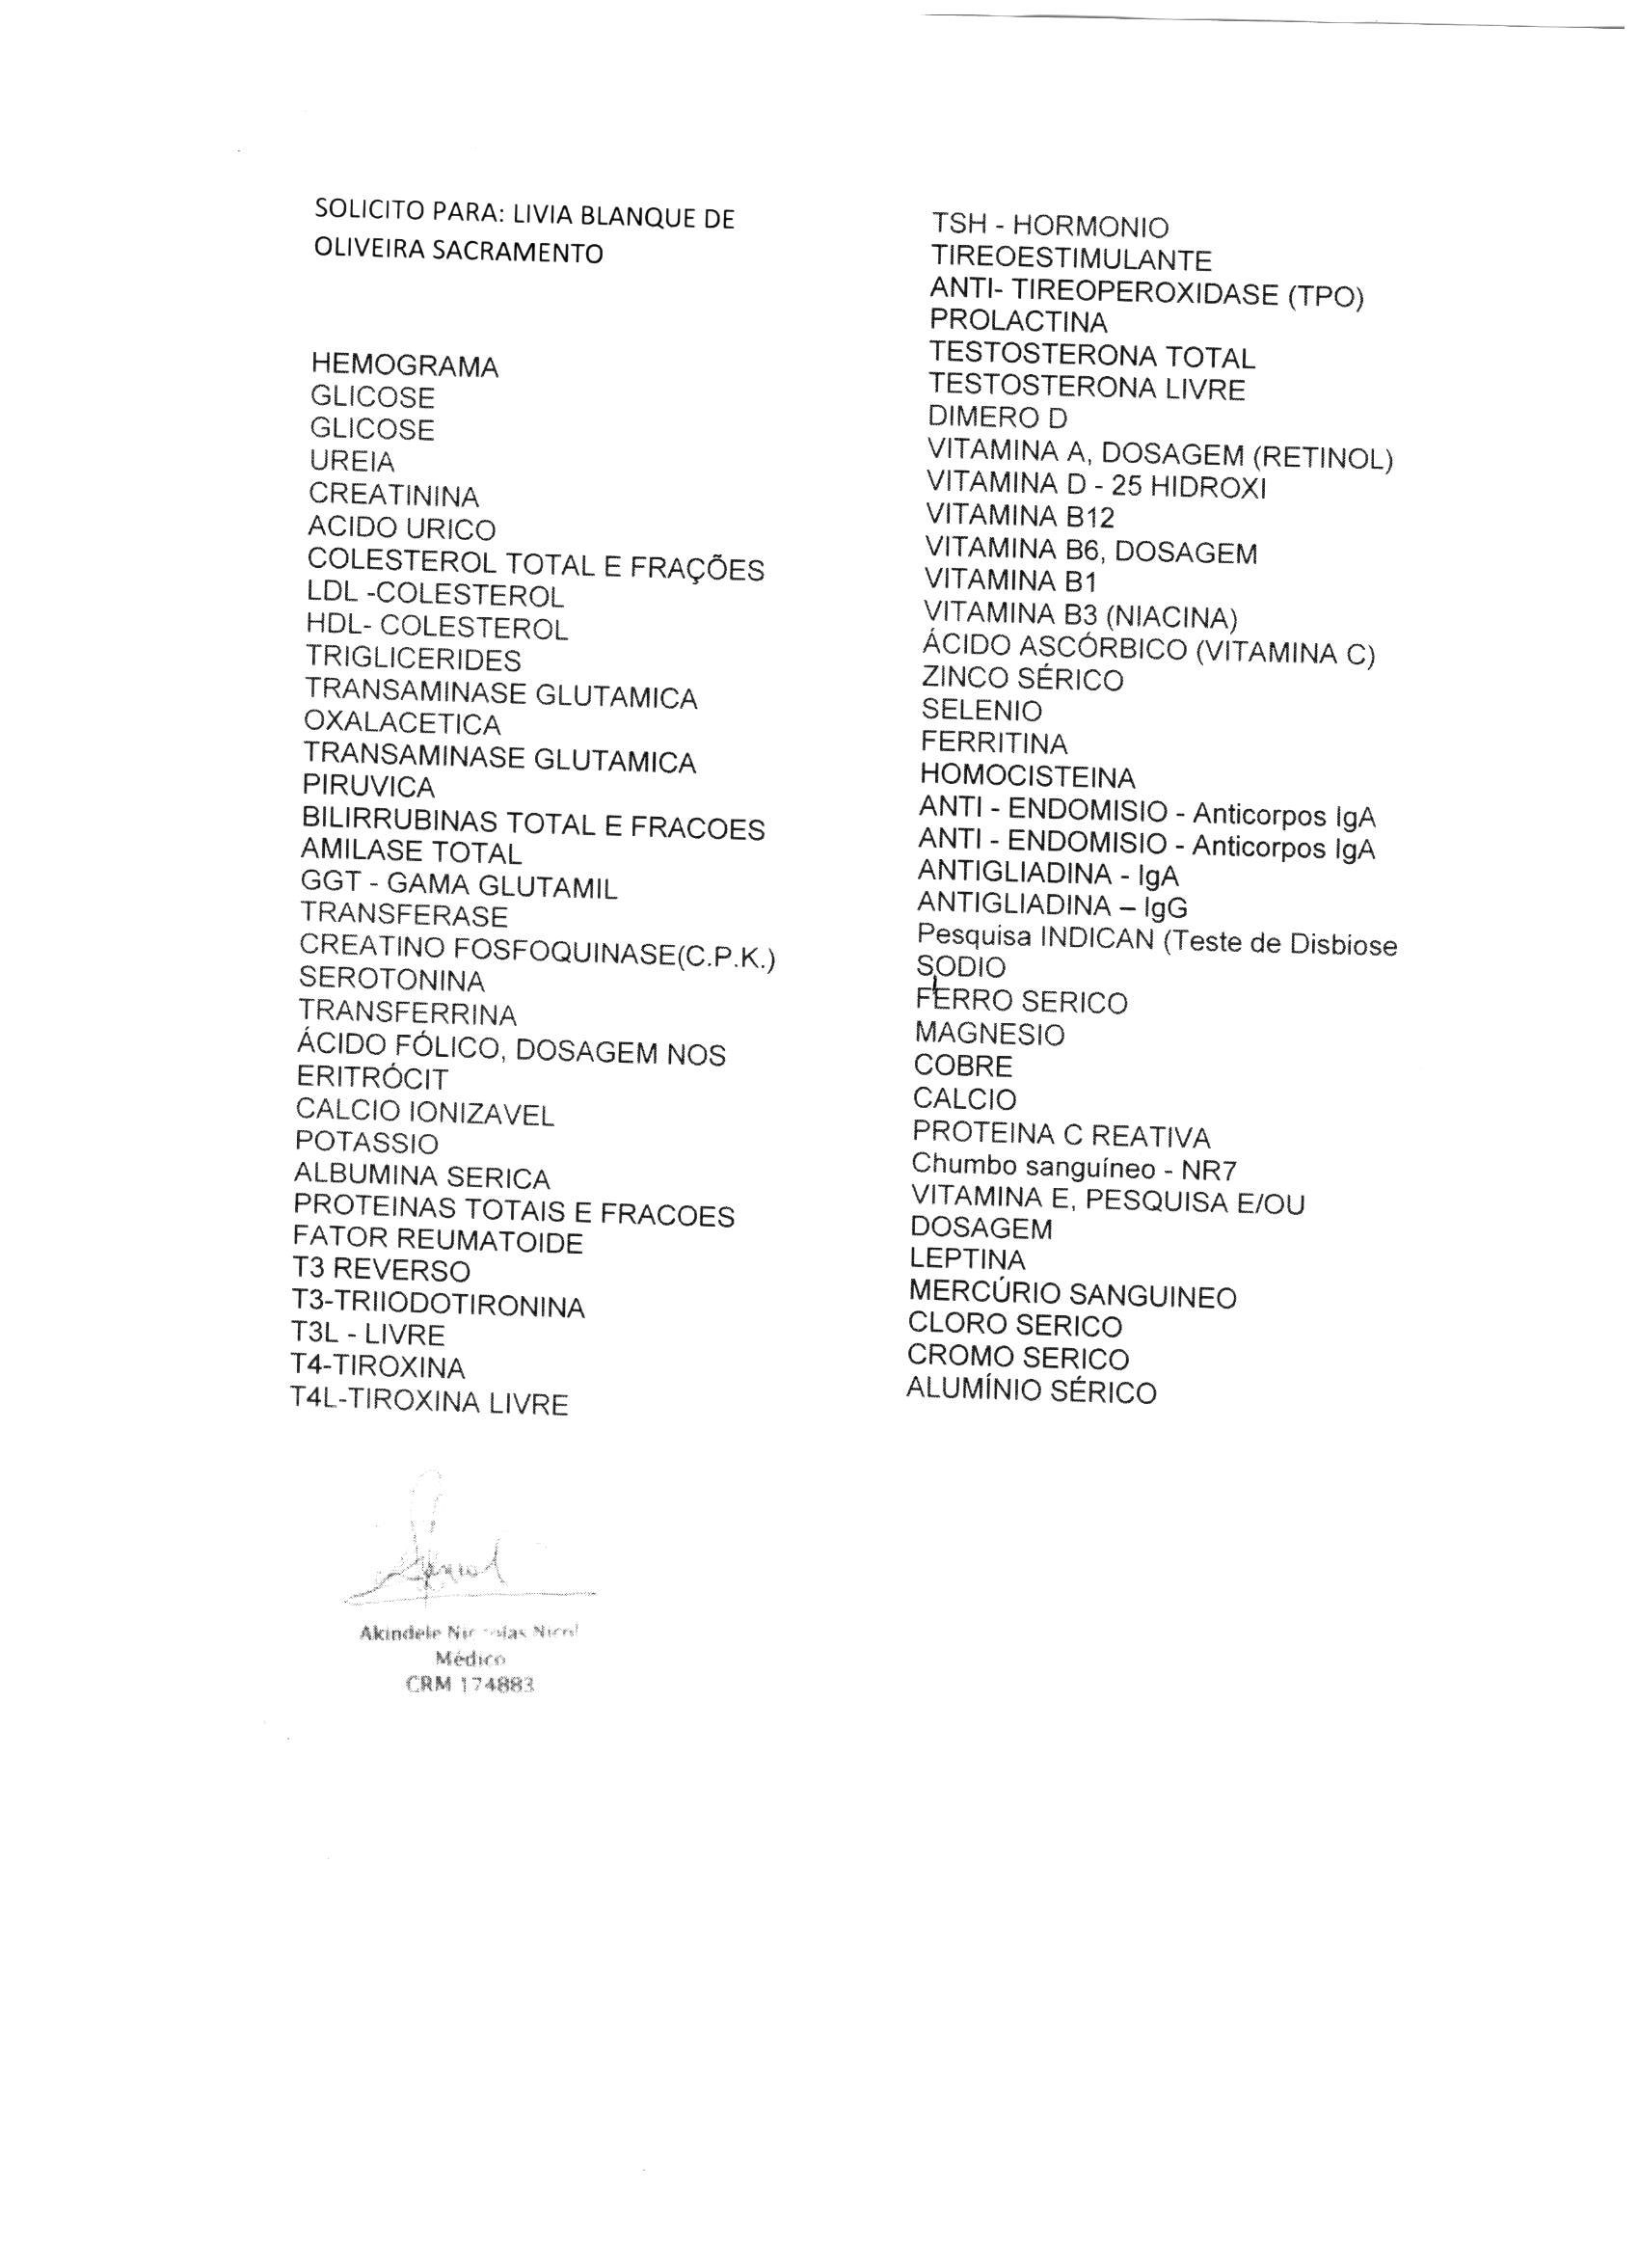 SOLICITO PARA: LIVIA BLANQUE DE
OLIVEIRA SACRAMENTO
HEMOGRAMA
GLICOSE
GLICOSE
UREIA
CREATININA
ACIDO URICO
COLESTEROL TOTAL E FRAÇÕES
LDL -COLESTEROL
HDL- COLESTEROL
TRIGLICERIDES
TRANSAMINASE GLUTAMICA
OXALACETICA
TRANSAMINASE GLUTAMICA
PIRUVICA
BILIRRUBINAS TOTAL E FRACOES
AMILASE TOTAL
GGT - GAMA GLUTAMIL
TRANSFERASE
CREATINO FOSFOQUINASE(C.P.K.)
SEROTONINA
TRANSFERRINA
ÁCIDO FÓLICO, DOSAGEM NOS
ERITRÓCIT
CALCIO IONIZAVEL
POTASSIO
ALBUMINA SERICA
PROTEINAS TOTAIS E FRACOES
FATOR REUMATOIDE
T3 REVERSO
T3-TRIIODOTIRONINA
T3L - LIVRE
T4-TIROXINA
T4L-TIROXINA LIVRE
TSH - HORMONIO
TIREOESTIMULANTE
ANTI- TIREOPEROXIDASE (TPO)
PROLACTINA
TESTOSTERONA TOTAL
TESTOSTERONA LIVRE
DIMERO D
VITAMINA A, DOSAGEM (RETINOL)
VITAMINA D - 25 HIDROXI
VITAMINA B12
VITAMINA B6, DOSAGEM
VITAMINA B1
VITAMINA B3 (NIACINA)
ÁCIDO ASCÓRBICO (VITAMINA C)
ZINCO SÉRICO
SELENIO
FERRITINA
HOMOCISTEINA
ANTI - ENDOMISIO - Anticorpos IgA
ANTI - ENDOMISIO - Anticorpos IgA
ANTIGLIADINA - IgA
ANTIGLIADINA – IgG
Pesquisa INDICAN (Teste de Disbiose
SODIO
FERRO SERICO
MAGNESIO
COBRE
CALCIO
PROTEINA C REATIVA
Chumbo sanguíneo - NR7
VITAMINA E, PESQUISA E/OU
DOSAGEM
LEPTINA
MERCÚRIO SANGUINEO
CLORO SERICO
CROMO SERICO
ALUMÍNIO SÉRICO
Akindele Nicol
Médico
CRM 174883